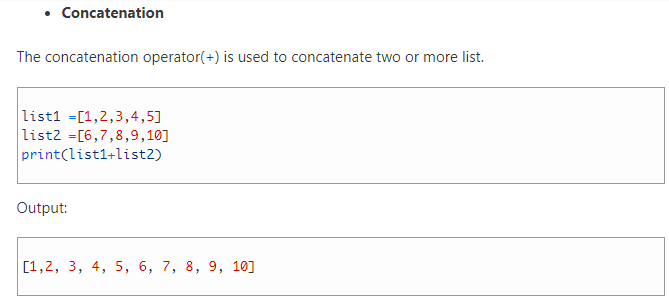 • Concatenation
The concatenation operator(+) is used to concatenate two or more list.
list1 =[1,2,3,4,5]
list2 =[6,7,8,9,10]
print(list1+list2)
Output:
[1,2, 3, 4, 5, 6, 7, 8, 9, 10]